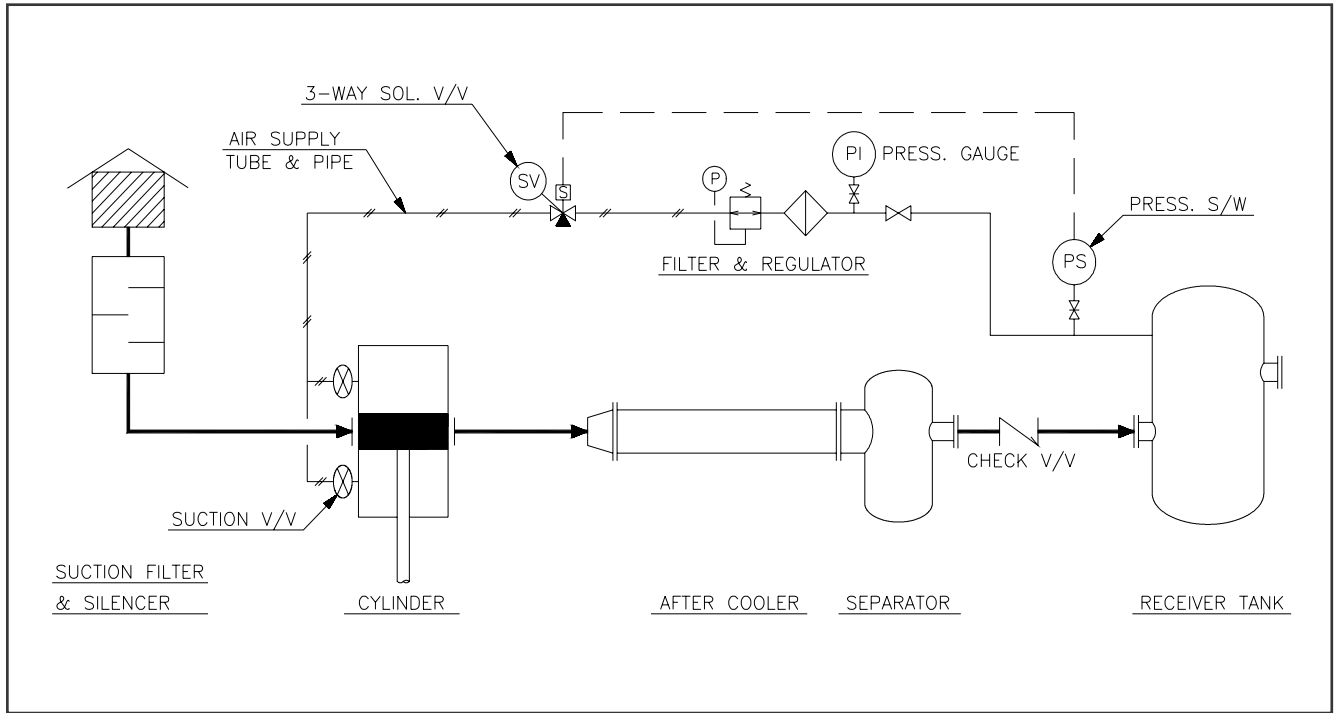 3-WAY SOL. V/V
AIR SUPPLY
TUBE & PIPE
SV
S
P
PI
PRESS. GAUGE
PRESS. S/W
PS
FILTER & REGULATOR
CHECK V/V
SUCTION V/V
SUCTION FILTER
& SILENCER
CYLINDER
AFTER COOLER
SEPARATOR
RECEIVER TANK